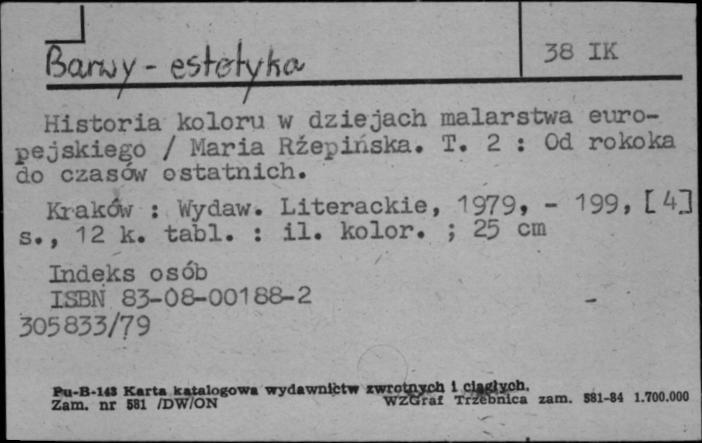 Barwy - estetyka
38 IK
Historia koloru w dziejach malarstwa euro-
pejskiego / Maria Rźepińska. T. 2 : Od rokoka
do czasów ostatnich.
Kraków : Wydaw. Literackie, 1979, - 199, [4]
s., 12 k. tabl. : il. kolor. ; 25 cm
Indeks osób
ISBN 83-08-00188-2
305833/79
Pu-B-143 Karta katalogowa wydawnictw zwrotnych i ciągłych.
Zam. nr 581 /DW/ON WZGraf Trzebnica zam. 581-84 1.700.000